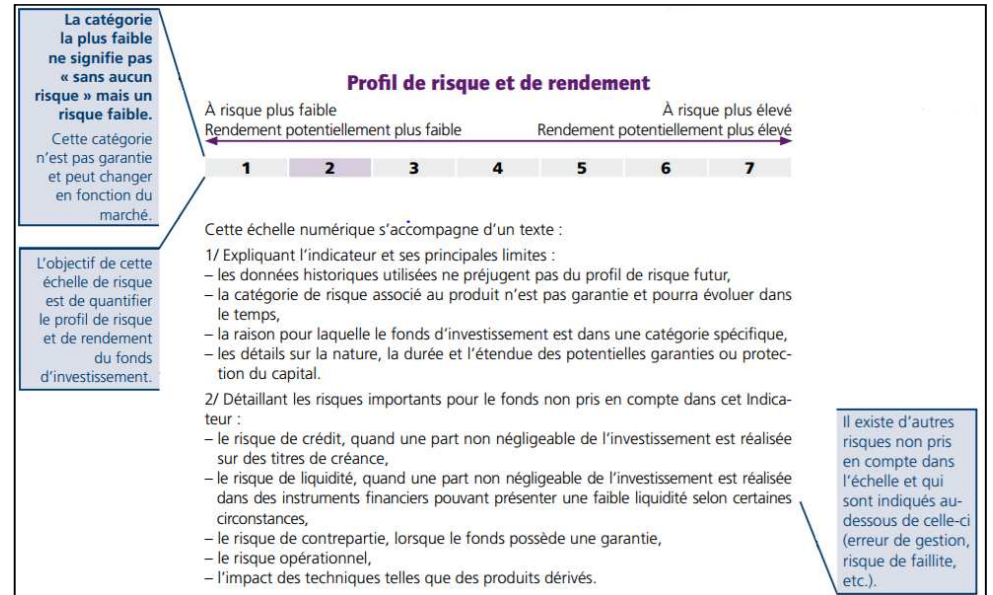 La catégorie
la plus faible
ne signifie pas
« sans aucun
risque » mais un
risque faible.
Cette catégorie
n'est pas garantie
et peut changer
en fonction du
marché.
L'objectif de cette
échelle de risque
est de quantifier
le profil de risque
et de rendement
du fonds
d'investissement.
Profil de risque et de rendement
À risque plus faible À risque plus élevé
Rendement potentiellement plus faible Rendement potentiellement plus élevé
1 2 3 4 5 6 7
Cette échelle numérique s'accompagne d'un texte :
1/ Expliquant l'indicateur et ses principales limites :
– les données historiques utilisées ne préjugent pas du profil de risque futur,
– la catégorie de risque associé au produit n'est pas garantie et pourra évoluer dans
le temps,
– la raison pour laquelle le fonds d'investissement est dans une catégorie spécifique,
– les détails sur la nature, la durée et l'étendue des potentielles garanties ou protec-
tion du capital.
2/ Détaillant les risques importants pour le fonds non pris en compte dans cet Indica-
teur :
– le risque de crédit, quand une part non négligeable de l'investissement est réalisée
sur des titres de créance,
– le risque de liquidité, quand une part non négligeable de l'investissement est réalisée
dans des instruments financiers pouvant présenter une faible liquidité selon certaines
circonstances,
– le risque de contrepartie, lorsque le fonds possède une garantie,
– le risque opérationnel,
– l'impact des techniques telles que des produits dérivés.
Il existe d'autres
risques non pris
en compte dans
l'échelle et qui
sont indiqués au-
dessous de celle-ci
(erreur de gestion,
risque de faillite,
etc.).